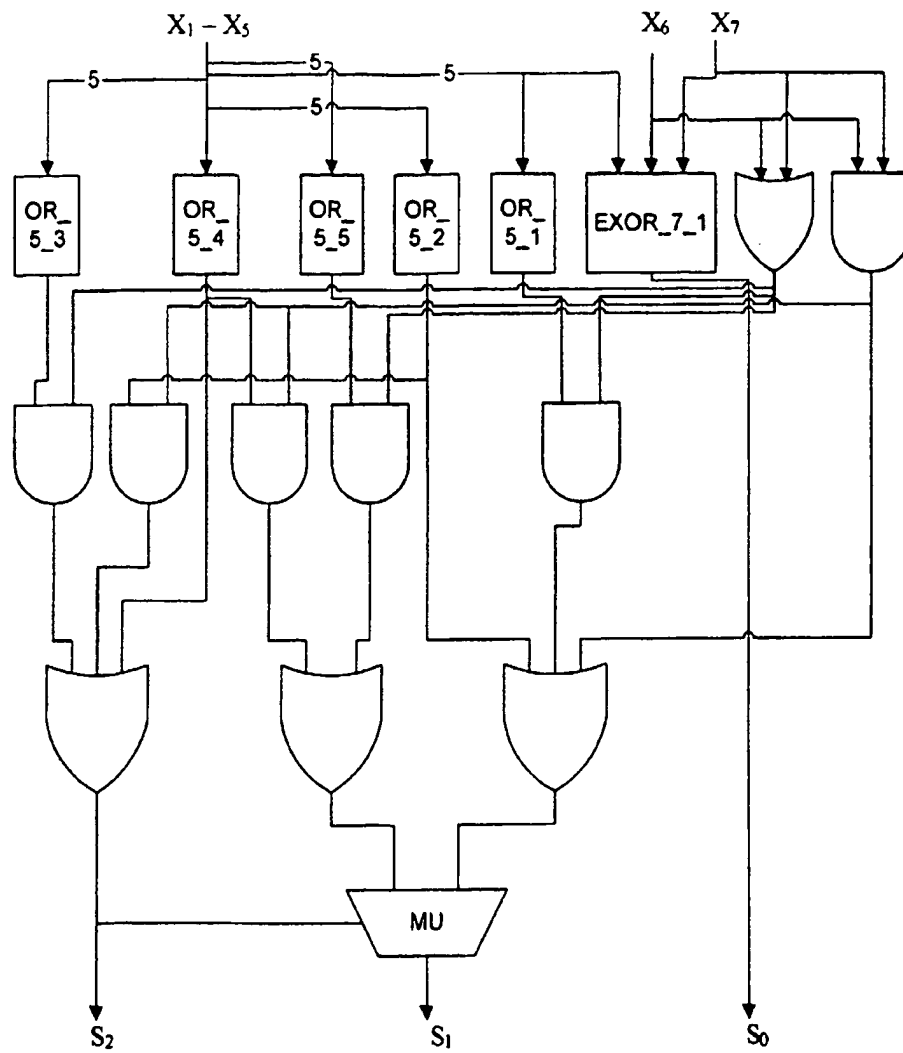 X₁ – X₅
X₆
X₇
5
5
5
5
OR_
5_3
OR_
5_4
OR_
5_5
OR_
5_2
OR_
5_1
EXOR_7_1
MU
S₂
S₁
S₀